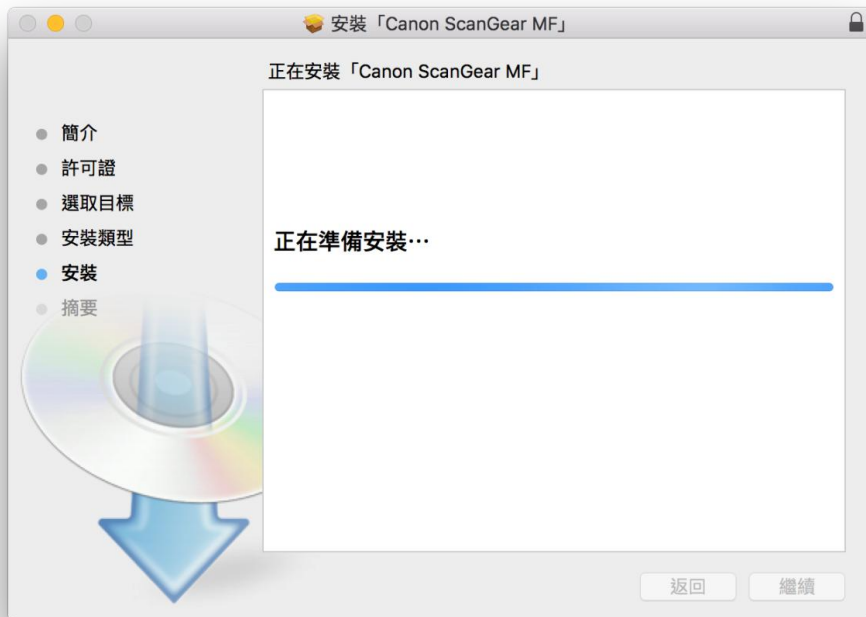 安裝「Canon ScanGear MF」
正在安裝「Canon ScanGear MF」
簡介
許可證
選取目標
安裝類型
安裝
摘要
正在準備安裝⋯
返回
繼續